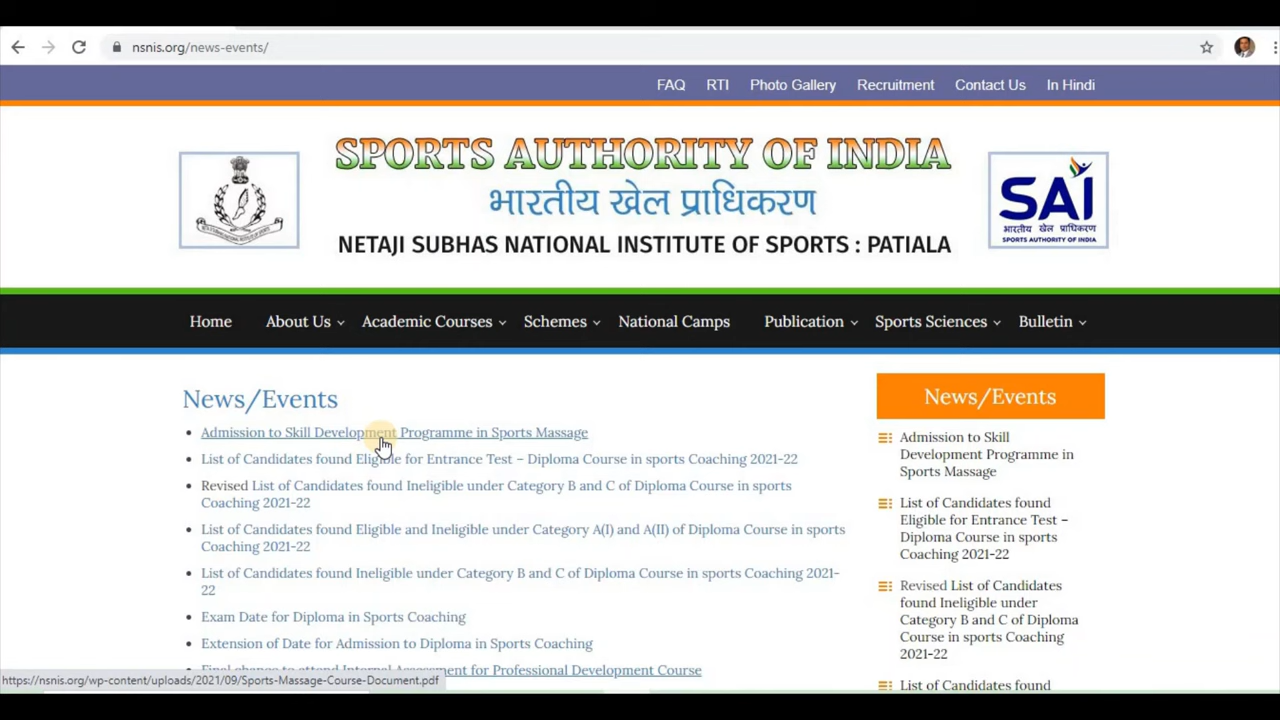 nsnis.org/news-events/
FAQ RTI Photo Gallery Recruitment Contact Us In Hindi
SPORTS AUTHORITY OF INDIA
भारतीय खेल प्राधिकरण
NETAJI SUBHAS NATIONAL INSTITUTE OF SPORTS : PATIALA
SAI
भारतीय खेल प्राधिकरण
SPORTS AUTHORITY OF INDIA
Home About Us Academic Courses Schemes National Camps Publication Sports Sciences Bulletin
News/Events
Admission to Skill Development Programme in Sports Massage
List of Candidates found Eligible for Entrance Test – Diploma Course in sports Coaching 2021-22
Revised List of Candidates found Ineligible under Category B and C of Diploma Course in sports
Coaching 2021-22
List of Candidates found Eligible and Ineligible under Category A(I) and A(II) of Diploma Course in sports
Coaching 2021-22
List of Candidates found Ineligible under Category B and C of Diploma Course in sports Coaching 2021-
22
Exam Date for Diploma in Sports Coaching
Extension of Date for Admission to Diploma in Sports Coaching
Final chance to attend Internal Assessment for Professional Development Course
News/Events
Admission to Skill
Development Programme in
Sports Massage
List of Candidates found
Eligible for Entrance Test –
Diploma Course in sports
Coaching 2021-22
Revised List of Candidates
found Ineligible under
Category B and C of Diploma
Course in sports Coaching
2021-22
List of Candidates found
https://nsnis.org/wp-content/uploads/2021/09/Sports-Massage-Course-Document.pdf